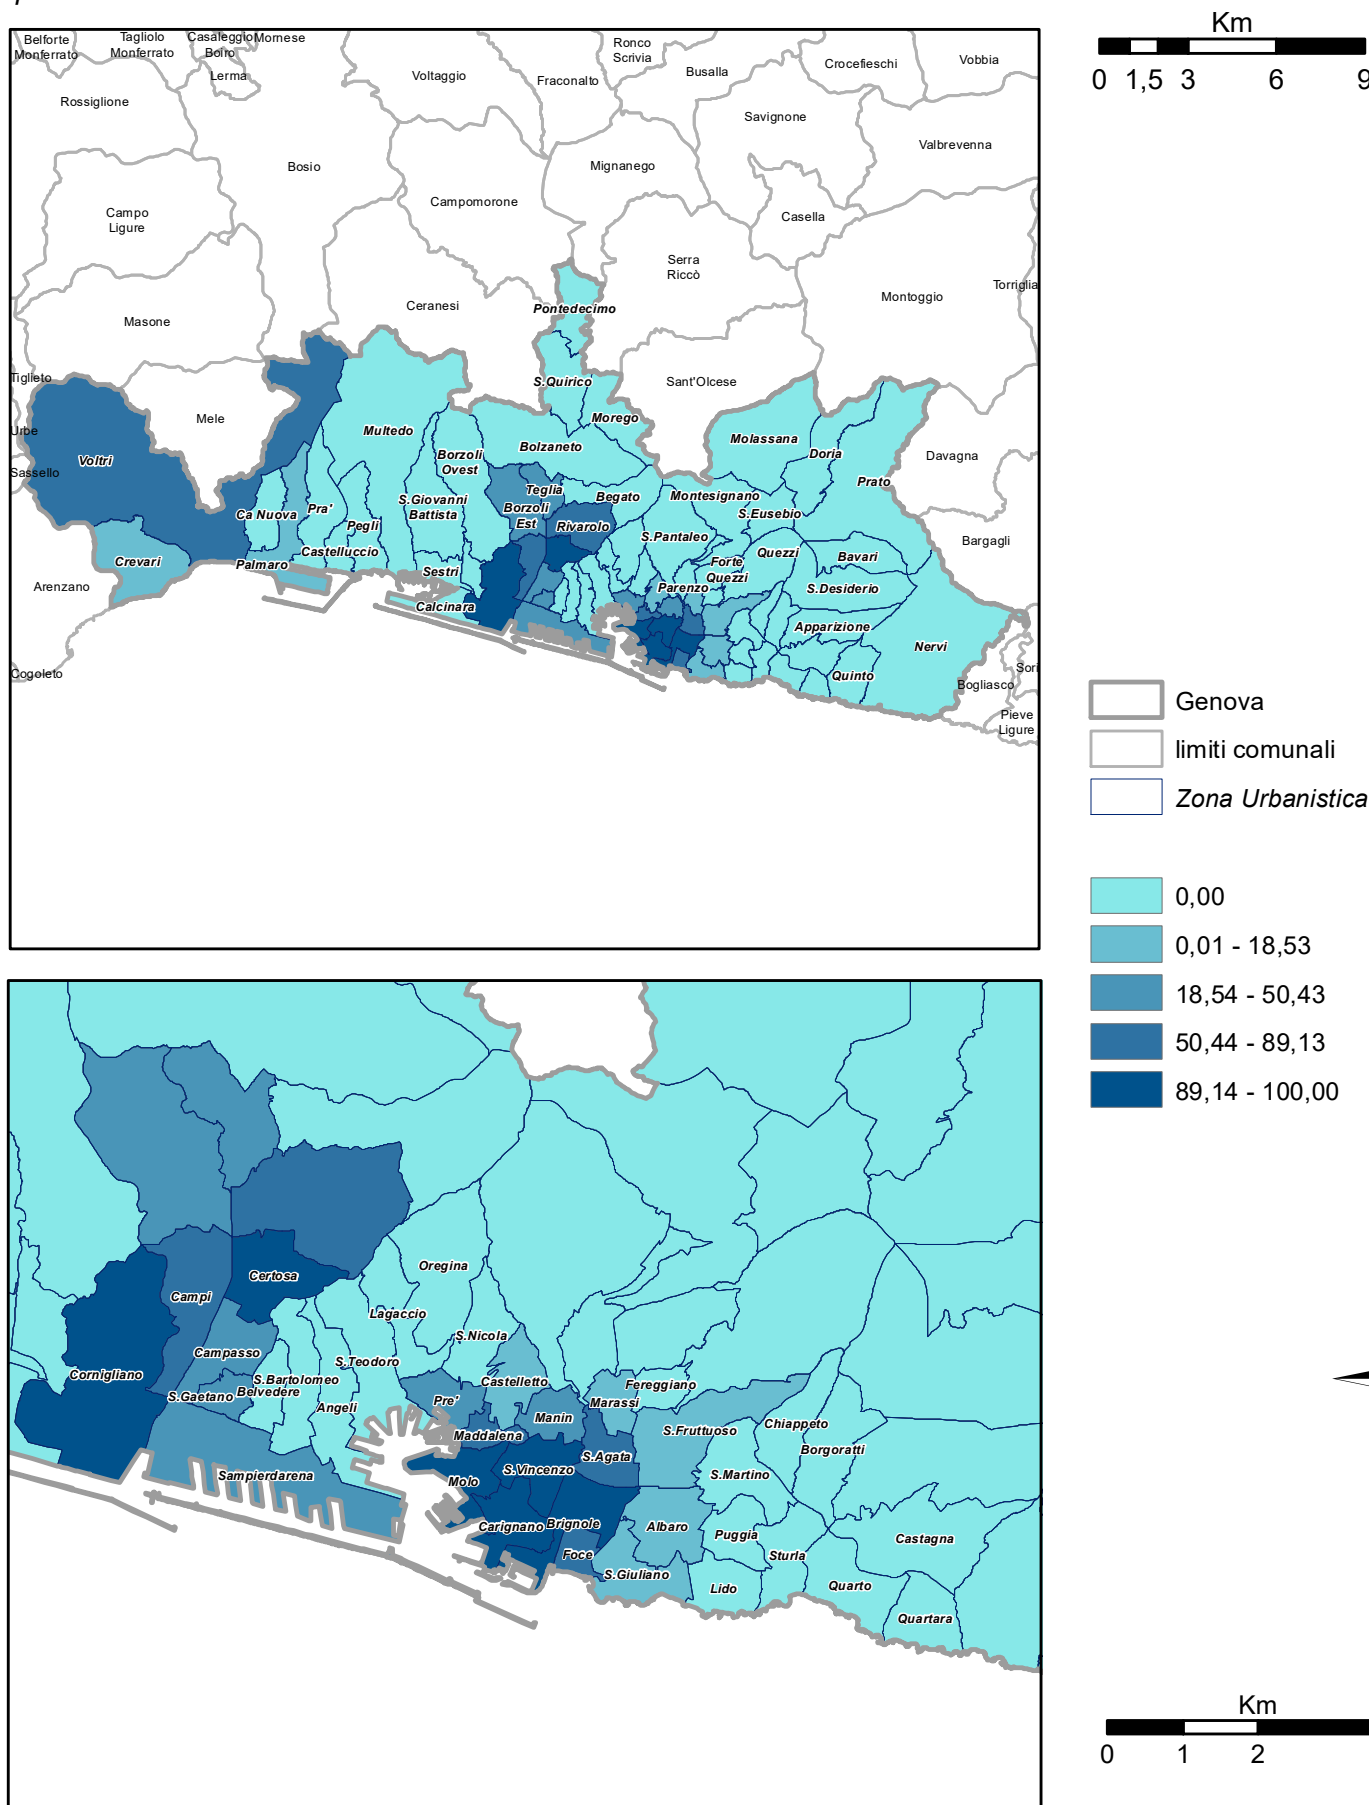 Km
0 1,5 3 6 9
Belforte
Monferrato
Tagliolo
Monferrato
Casaleggio
Boiro
Mornese
Lerma
Rossiglione
Voltaggio
Fraconalto
Ronco
Scrivia
Busalla
Crocefieschi
Vobbia
Savignone
Valbrevenna
Bosio
Mignanego
Campo
Ligure
Campomorone
Casella
Serra
Riccò
Torriglia
Montoggio
Ceranesi
Pontedecimo
Masone
Tiglieto
S.Quirico
Sant'Olcese
Mele
Morego
Urbe
Multedo
Molassana
Bolzaneto
Doria
Borzoli
Ovest
Davagna
Voltri
Sassello
Prato
Teglia
Begato
Montesignano
S.Giovanni
Battista
Borzoli
Est
Ca Nuova
Pra'
S.Eusebio
Pegli
Rivarolo
S.Pantaleo
Bargagli
Castelluccio
Quezzi
Bavari
Crevari
Palmaro
Forte
Quezzi
Sestri
Arenzano
Parenzo
S.Desiderio
Calcinara
Apparizione
Nervi
Cogoleto
Quinto
Sori
Bogliasco
Pieve
Ligure
Genova
limiti comunali
Zona Urbanistica
0,00
0,01 - 18,53
18,54 - 50,43
50,44 - 89,13
89,14 - 100,00
Certosa
Oregina
Campi
Lagaccio
S.Nicola
Campasso
S.Teodoro
Cornigliano
S.Bartolomeo
Castelletto
Fereggiano
S.Gaetano
Belvedere
Pre'
Marassi
Angeli
Manin
Chiappeto
Maddalena
S.Fruttuoso
Borgoratti
S.Agata
Sampierdarena
Molo
S.Vincenzo
S.Martino
Carignano
Brignole
Albaro
Puggia
Castagna
Foce
Sturla
S.Giuliano
Lido
Quarto
Quartara
Km
0 1 2